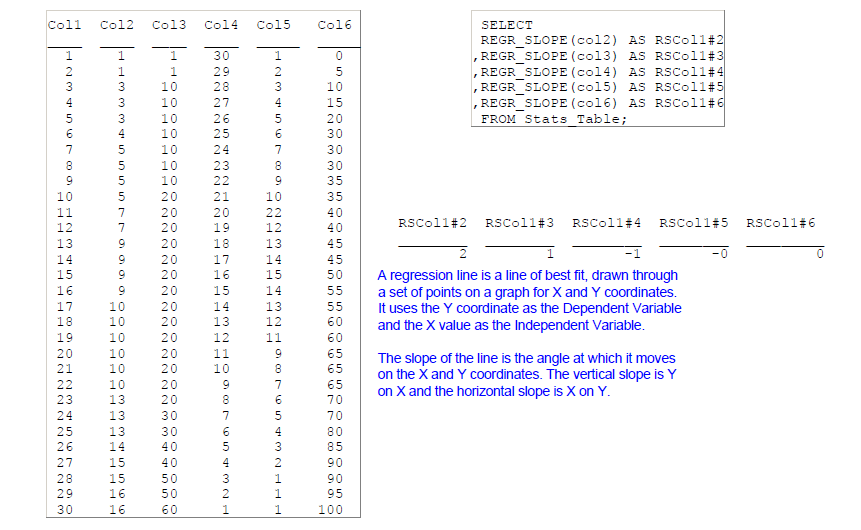 Col1 Col2 Col3 Col4 Col5 Col6
1 1 1 30 1 0
2 1 1 29 2 5
3 3 10 28 3 10
4 3 10 27 4 15
5 3 10 26 5 20
6 4 10 25 6 30
7 5 10 24 7 30
8 5 10 23 8 30
9 5 10 22 9 35
10 5 20 21 10 35
11 7 20 20 22 40
12 7 20 19 12 40
13 9 20 18 13 45
14 9 20 17 14 45
15 9 20 16 15 50
16 9 20 15 14 55
17 10 20 14 13 55
18 10 20 13 12 60
19 10 20 12 11 60
20 10 20 11 9 65
21 10 20 10 8 65
22 10 20 9 7 65
23 13 20 8 6 70
24 13 30 7 5 70
25 13 30 6 4 80
26 14 40 5 3 85
27 15 40 4 2 90
28 15 50 3 1 90
29 16 50 2 1 95
30 16 60 1 1 100
SELECT
REGR_SLOPE(col2) AS RSCol1#2
,REGR_SLOPE(col3) AS RSCol1#3
,REGR_SLOPE(col4) AS RSCol1#4
,REGR_SLOPE(col5) AS RSCol1#5
,REGR_SLOPE(col6) AS RSCol1#6
FROM Stats_Table;
RSCol1#2 RSCol1#3 RSCol1#4 RSCol1#5 RSCol1#6
2 1 -1 -0 0
A regression line is a line of best fit, drawn through
a set of points on a graph for X and Y coordinates.
It uses the Y coordinate as the Dependent Variable
and the X value as the Independent Variable.
The slope of the line is the angle at which it moves
on the X and Y coordinates. The vertical slope is Y
on X and the horizontal slope is X on Y.